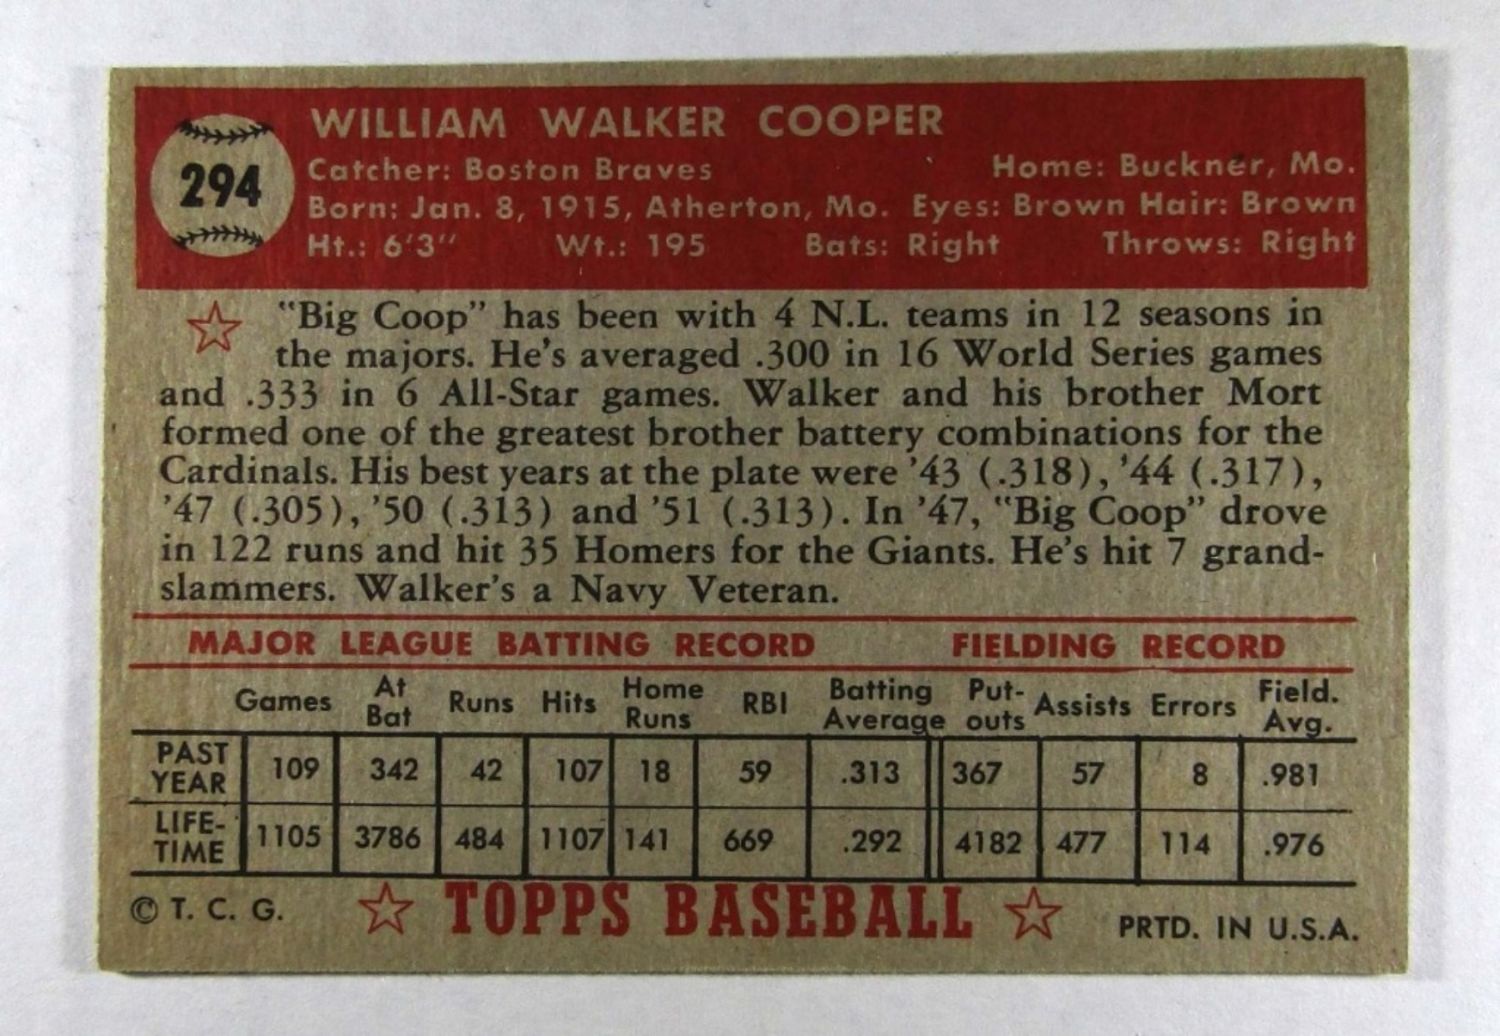 294
WILLIAM WALKER COOPER
Catcher: Boston Braves Home: Buckner, Mo.
Born: Jan. 8, 1915, Atherton, Mo. Eyes: Brown Hair: Brown
Ht.: 6'3" Wt.: 195 Bats: Right Throws: Right
"Big Coop" has been with 4 N.L. teams in 12 seasons in
the majors. He's averaged .300 in 16 World Series games
and .333 in 6 All-Star games. Walker and his brother Mort
formed one of the greatest brother battery combinations for the
Cardinals. His best years at the plate were '43 (.318), '44 (.317),
'47 (.305), '50 (.313) and '51 (.313). In '47, "Big Coop" drove
in 122 runs and hit 35 Homers for the Giants. He's hit 7 grand-
slammers. Walker's a Navy Veteran.
MAJOR LEAGUE BATTING RECORD FIELDING RECORD
Games At Bat Runs Hits Home Runs RBI Batting Average Put-outs Assists Errors Field. Avg.
PAST YEAR 109 342 42 107 18 59 .313 367 57 8 .981
LIFE-TIME 1105 3786 484 1107 141 669 .292 4182 477 114 .976
© T. C. G. TOPPS BASEBALL PRTD. IN U.S.A.